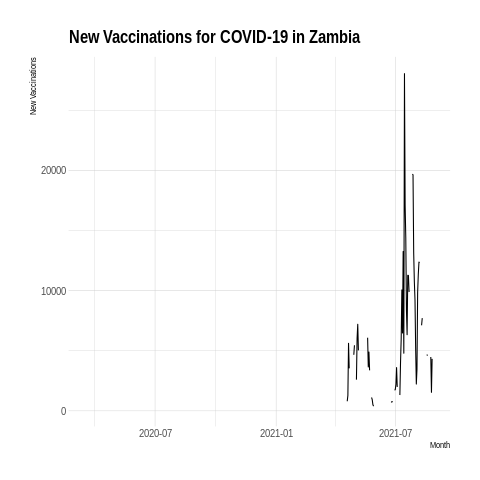 New Vaccinations for COVID-19 in Zambia
New Vaccinations
20000
10000
0
2020-07
2021-01
2021-07
Month